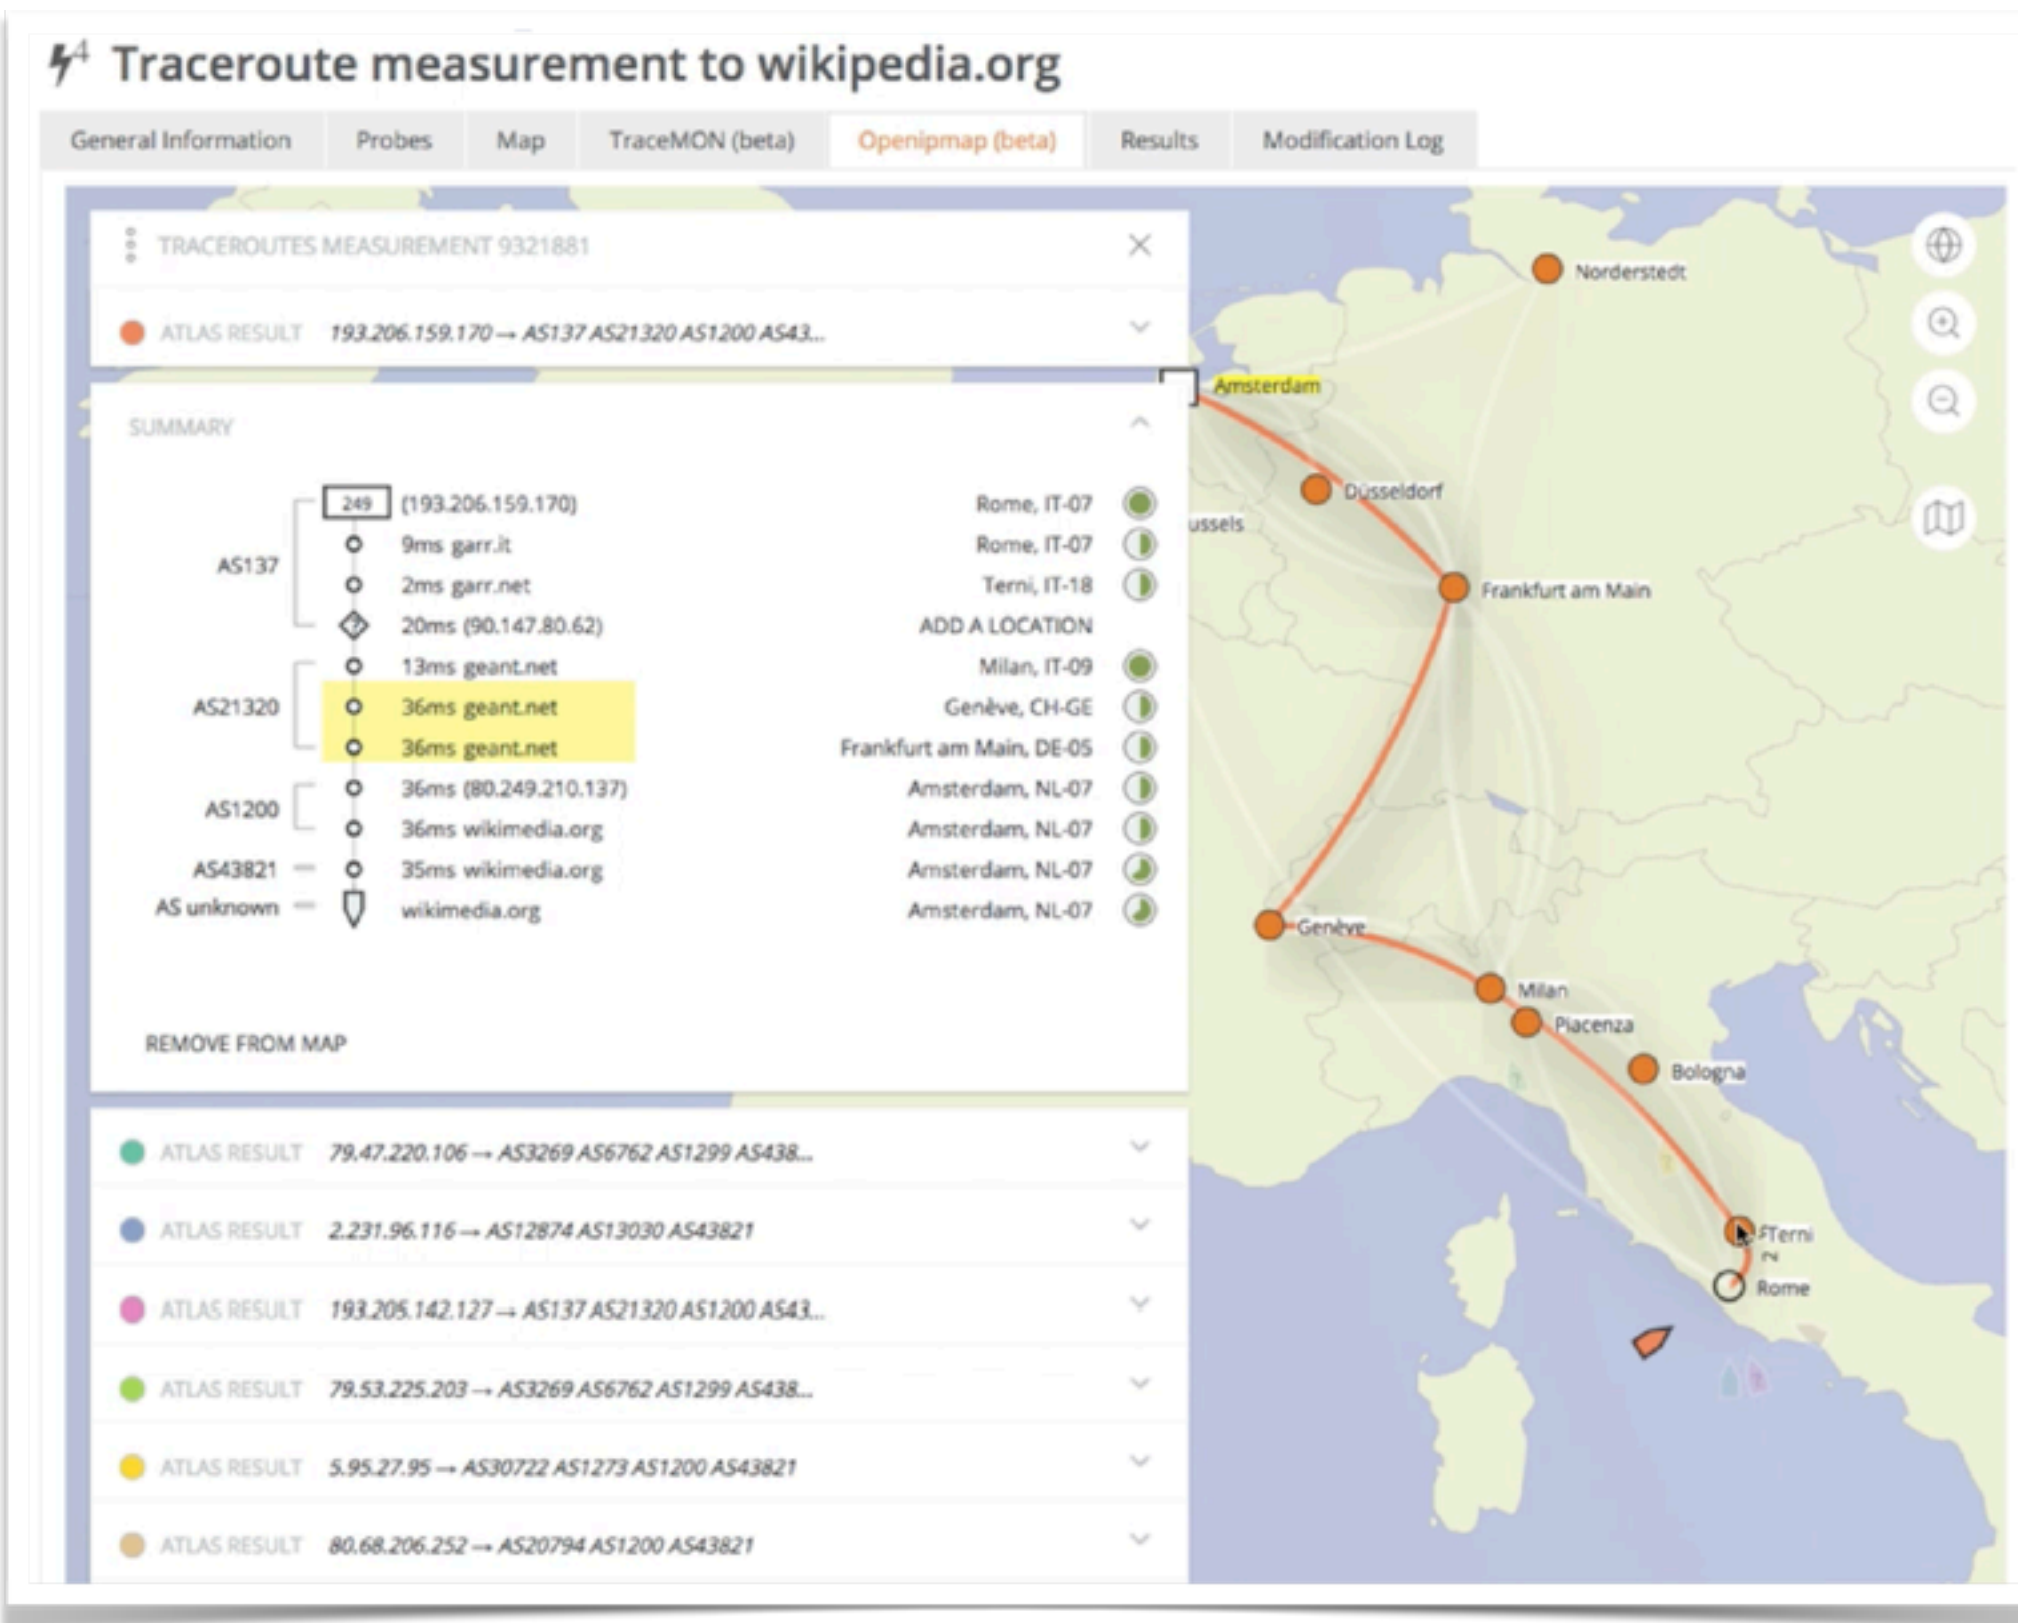 4 Traceroute measurement to wikipedia.org
General Information Probes Map TraceMON (beta) Openipmap (beta) Results Modification Log
TRACEROUTES MEASUREMENT 9321881
ATLAS RESULT 193.206.159.170 → AS137 AS21320 AS1200 AS43...
SUMMARY
AS137
249 (193.206.159.170) Rome, IT-07
9ms garr.it Rome, IT-07
2ms garr.net Terni, IT-18
? 20ms (90.147.80.62) ADD A LOCATION
AS21320
13ms geant.net Milan, IT-09
36ms geant.net Genève, CH-GE
36ms geant.net Frankfurt am Main, DE-05
AS1200
36ms (80.249.210.137) Amsterdam, NL-07
36ms wikimedia.org Amsterdam, NL-07
AS43821 35ms wikimedia.org Amsterdam, NL-07
AS unknown wikimedia.org Amsterdam, NL-07
REMOVE FROM MAP
ATLAS RESULT 79.47.220.106 → AS3269 AS6762 AS1299 AS438...
ATLAS RESULT 2.231.96.116 → AS12874 AS13030 AS43821
ATLAS RESULT 193.205.142.127 → AS137 AS21320 AS1200 AS43...
ATLAS RESULT 79.53.225.203 → AS3269 AS6762 AS1299 AS438...
ATLAS RESULT 5.95.27.95 → AS30722 AS1273 AS1200 AS43821
ATLAS RESULT 80.68.206.252 → AS20794 AS1200 AS43821
Norderstedt
Amsterdam
Düsseldorf
ussels
Frankfurt am Main
Genève
Milan
Piacenza
Bologna
Terni
Rome